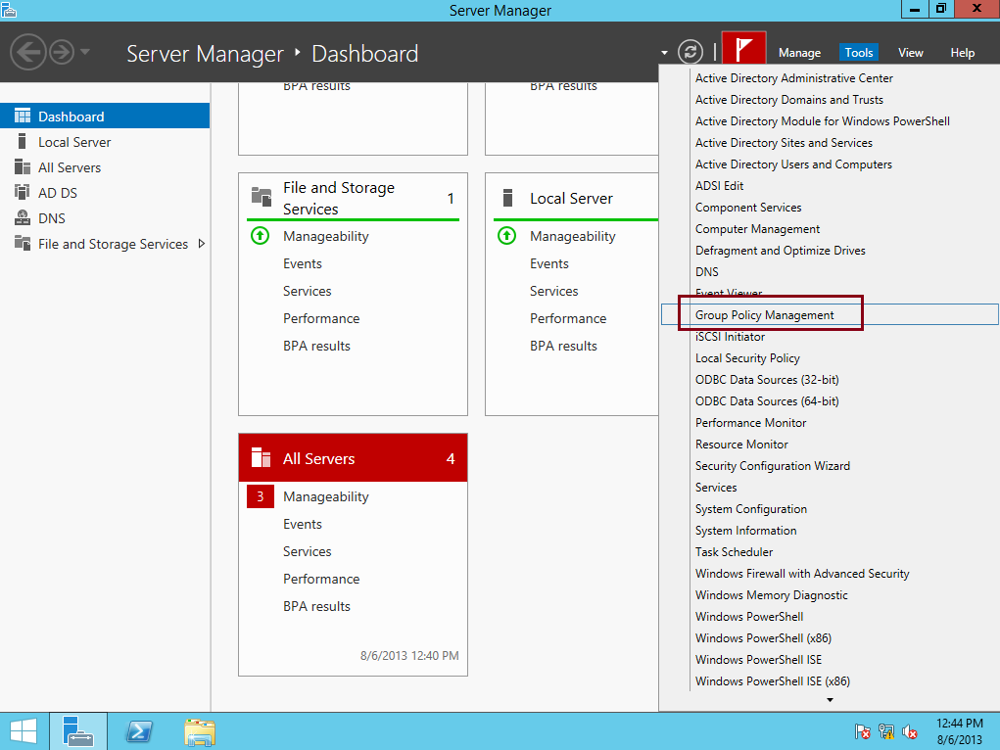 Server Manager
Server Manager
Dashboard
Manage
Tools
View
Help
Dashboard
Local Server
All Servers
AD DS
DNS
File and Storage Services
BPA results
BPA results
File and Storage
Services
1
Manageability
Events
Services
Performance
BPA results
Local Server
Manageability
Events
Services
Performance
BPA results
All Servers
4
3
Manageability
Events
Services
Performance
BPA results
8/6/2013 12:40 PM
Active Directory Administrative Center
Active Directory Domains and Trusts
Active Directory Module for Windows PowerShell
Active Directory Sites and Services
Active Directory Users and Computers
ADSI Edit
Component Services
Computer Management
Defragment and Optimize Drives
DNS
Event Viewer
Group Policy Management
iSCSI Initiator
Local Security Policy
ODBC Data Sources (32-bit)
ODBC Data Sources (64-bit)
Performance Monitor
Resource Monitor
Security Configuration Wizard
Services
System Configuration
System Information
Task Scheduler
Windows Firewall with Advanced Security
Windows Memory Diagnostic
Windows PowerShell
Windows PowerShell (x86)
Windows PowerShell ISE
Windows PowerShell ISE (x86)
12:44 PM
8/6/2013